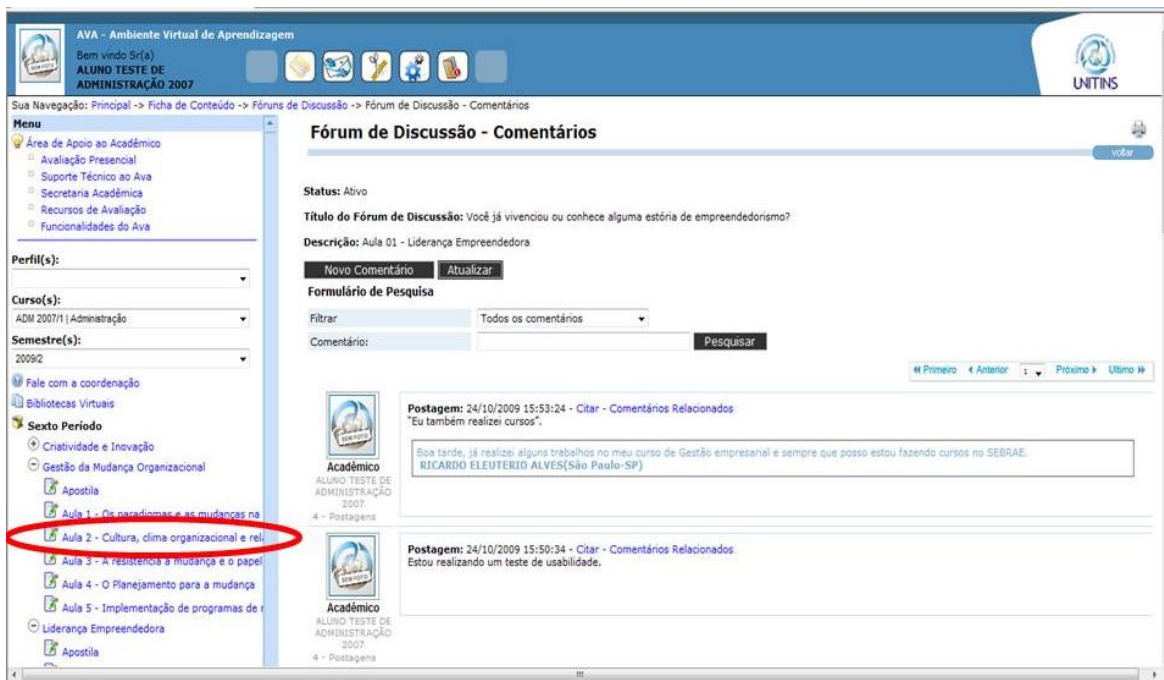 AVA - Ambiente Virtual de Aprendizagem
Bem vindo Sr(a)
ALUNO TESTE DE
ADMINISTRAÇÃO 2007
SEM FOTO
UNITINS
Sua Navegação: Principal -> Ficha de Conteúdo -> Fóruns de Discussão -> Fórum de Discussão - Comentários
Menu
Área de Apoio ao Acadêmico
Avaliação Presencial
Suporte Técnico ao Ava
Secretaria Acadêmica
Recursos de Avaliação
Funcionalidades do Ava
Perfil(s):
Curso(s):
ADM 2007/1 | Administração
Semestre(s):
2009/2
Fale com a coordenação
Bibliotecas Virtuais
Sexto Período
Criatividade e Inovação
Gestão da Mudança Organizacional
Apostila
Aula 1 - Os paradigmas e as mudanças na
Aula 2 - Cultura, clima organizacional e rela
Aula 3 - A resistência à mudança e o papel
Aula 4 - O Planejamento para a mudança
Aula 5 - Implementação de programas de
Liderança Empreendedora
Apostila
Fórum de Discussão - Comentários
voltar
Status: Ativo
Título do Fórum de Discussão: Você já vivenciou ou conhece alguma estória de empreendedorismo?
Descrição: Aula 01 - Liderança Empreendedora
Novo Comentário Atualizar
Formulário de Pesquisa
Filtrar Todos os comentários
Comentário: Pesquisar
Primeiro Anterior 1 Próximo Ultimo
SEM FOTO
Acadêmico
ALUNO TESTE DE
ADMINISTRAÇÃO
2007
4 - Postagens
Postagem: 24/10/2009 15:53:24 - Citar - Comentários Relacionados
"Eu também realizei cursos".
Boa tarde, já realizei alguns trabalhos no meu curso de Gestão empresarial e sempre que posso estou fazendo cursos no SEBRAE.
RICARDO ELEUTERIO ALVES(São Paulo-SP)
SEM FOTO
Acadêmico
ALUNO TESTE DE
ADMINISTRAÇÃO
2007
4 - Postagens
Postagem: 24/10/2009 15:50:34 - Citar - Comentários Relacionados
Estou realizando um teste de usabilidade.